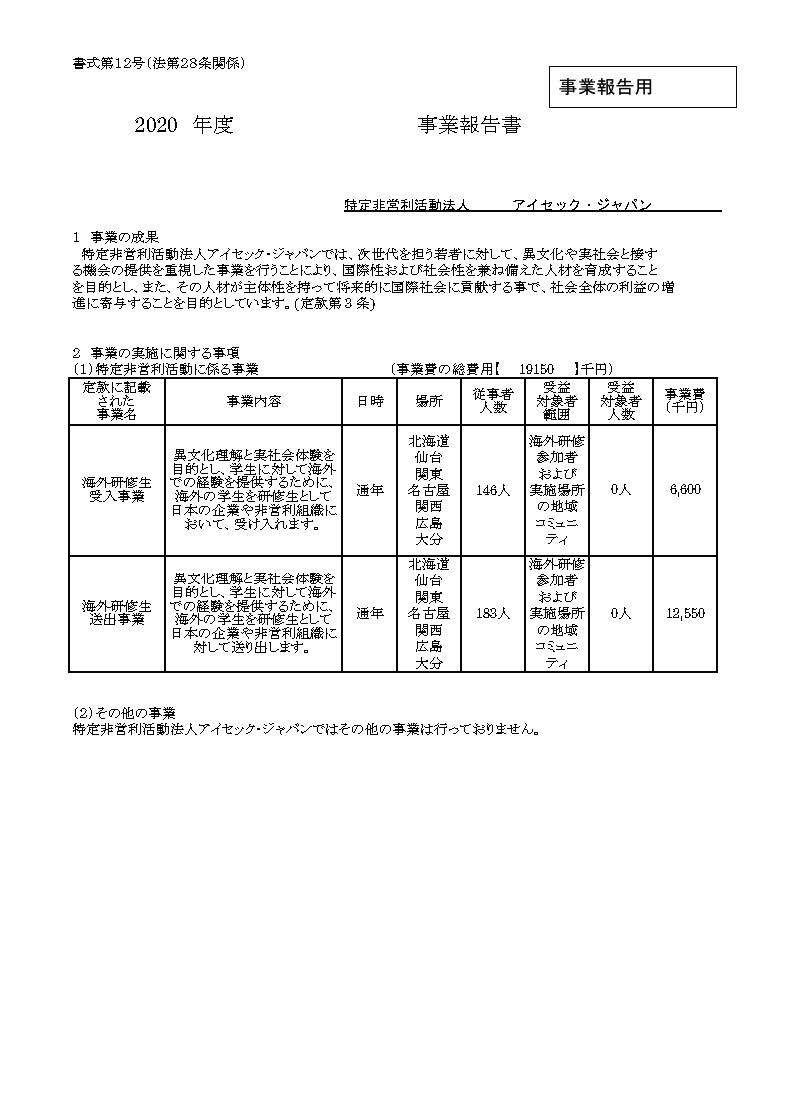 書式第１２号（法第２８条関係）
事業報告用
2020　年度　事業報告書
特定非営利活動法人　アイセック・ジャパン
１　事業の成果
特定非営利活動法人アイセック・ジャパンでは、次世代を担う若者に対して、異文化や実社会と接す
る機会の提供を重視した事業を行うことにより、国際性および社会性を兼ね備えた人材を育成すること
を目的とし、また、その人材が主体性を持って将来的に国際社会に貢献する事で、社会全体の利益の増
進に寄与することを目的としています。(定款第３条)
２　事業の実施に関する事項
（１）特定非営利活動に係る事業　（事業費の総費用【　19150　】千円）
定款に記載
された
事業名
事業内容
日時
場所
従事者
人数
受益
対象者
範囲
受益
対象者
人数
事業費
（千円）
海外研修生
受入事業
異文化理解と実社会体験を
目的とし、学生に対して海外
での経験を提供するために、
海外の学生を研修生として
日本の企業や非営利組織に
おいて、受け入れます。
通年
北海道
仙台
関東
名古屋
関西
広島
大分
146人
海外研修
参加者
および
実施場所
の地域
コミュニ
ティ
0人
6,600
海外研修生
送出事業
異文化理解と実社会体験を
目的とし、学生に対して海外
での経験を提供するために、
海外の学生を研修生として
日本の企業や非営利組織に
対して送り出します。
通年
北海道
仙台
関東
名古屋
関西
広島
大分
183人
海外研修
参加者
および
実施場所
の地域
コミュニ
ティ
0人
12,550
（２）その他の事業
特定非営利活動法人アイセック・ジャパンではその他の事業は行っておりません。